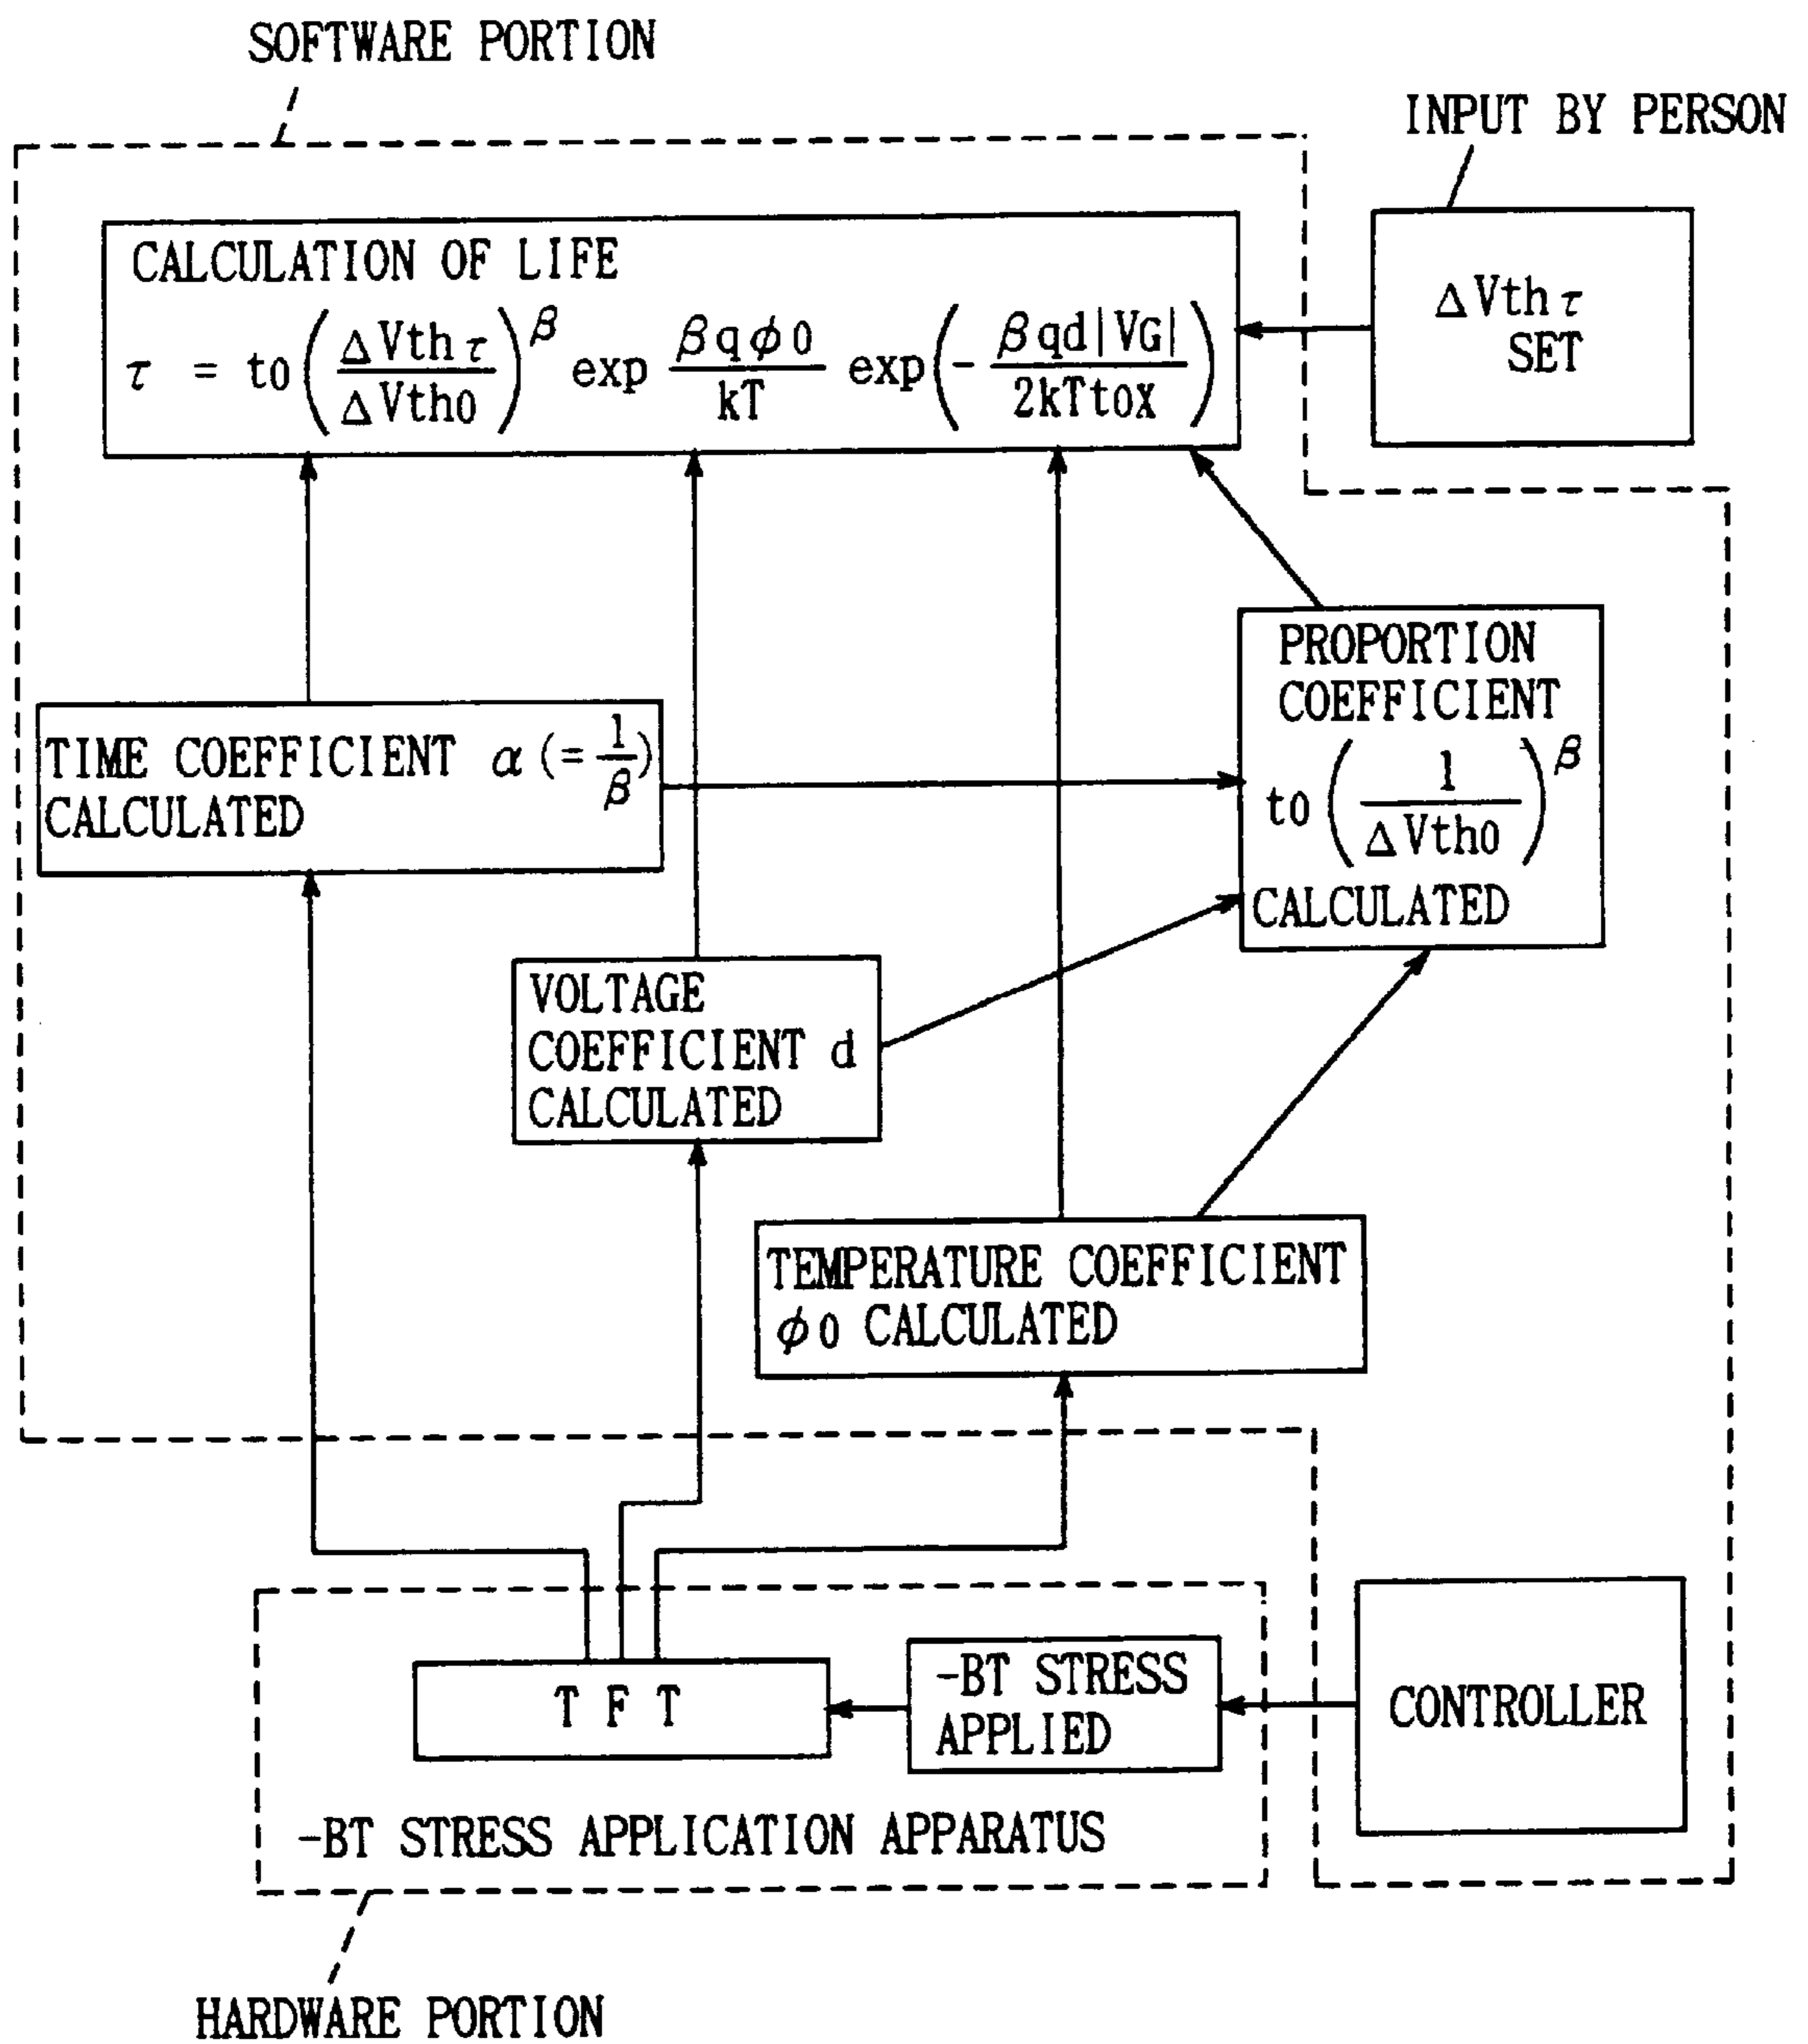 SOFTWARE PORTION
INPUT BY PERSON
CALCULATION OF LIFE
τ = t0(ΔVthτ/ΔVth0)^β exp βqφ0/kT exp(-βqd|VG|/2kTtox)
ΔVthτ
SET
PROPORTION
COEFFICIENT
t0(1/ΔVth0)^β
CALCULATED
TIME COEFFICIENT α(=1/β)
CALCULATED
VOLTAGE
COEFFICIENT d
CALCULATED
TEMPERATURE COEFFICIENT
φ0 CALCULATED
TFT
-BT STRESS
APPLIED
CONTROLLER
-BT STRESS APPLICATION APPARATUS
HARDWARE PORTION